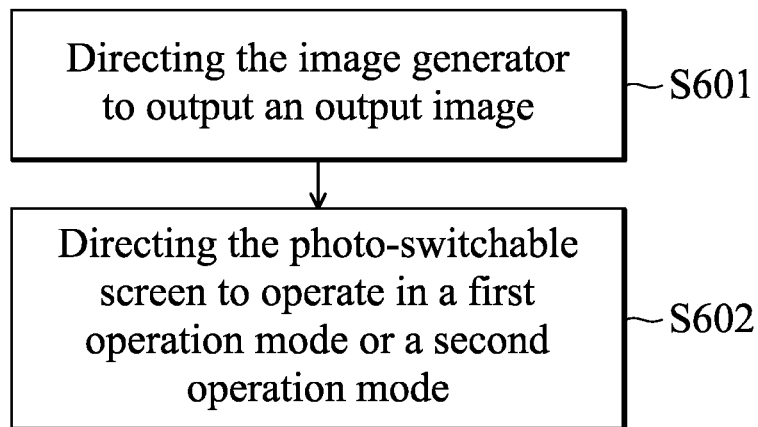 Directing the image generator
to output an output image
S601
Directing the photo-switchable
screen to operate in a first
operation mode or a second
operation mode
S602